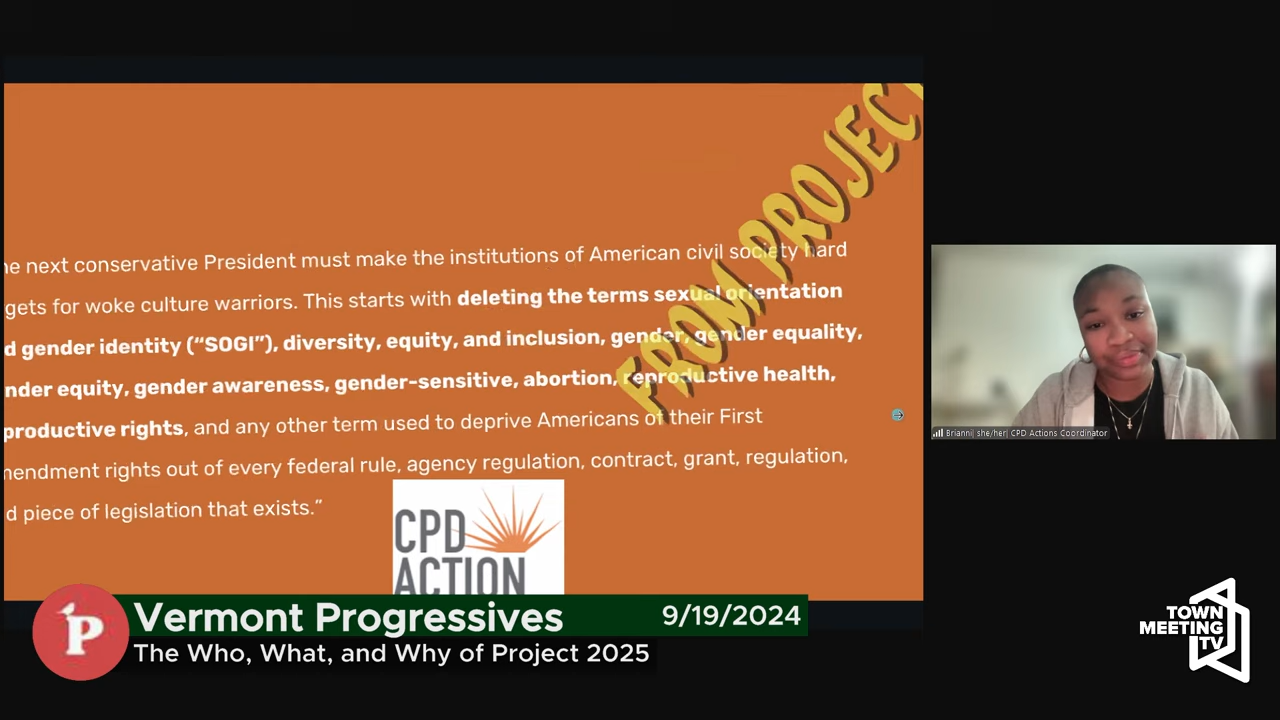 he next conservative President must make the institutions of American civil society hard
gets for woke culture warriors. This starts with deleting the terms sexual orientation
d gender identity (“SOGI”), diversity, equity, and inclusion, gender, gender equality,
nder equity, gender awareness, gender-sensitive, abortion, reproductive health,
productive rights, and any other term used to deprive Americans of their First
mendment rights out of every federal rule, agency regulation, contract, grant, regulation,
d piece of legislation that exists.”
FROM PROJECT
CPD
ACTION
Brianni| she/her| CPD Actions Coordinator
P
Vermont Progressives
9/19/2024
The Who, What, and Why of Project 2025
TOWN
MEETING
TV